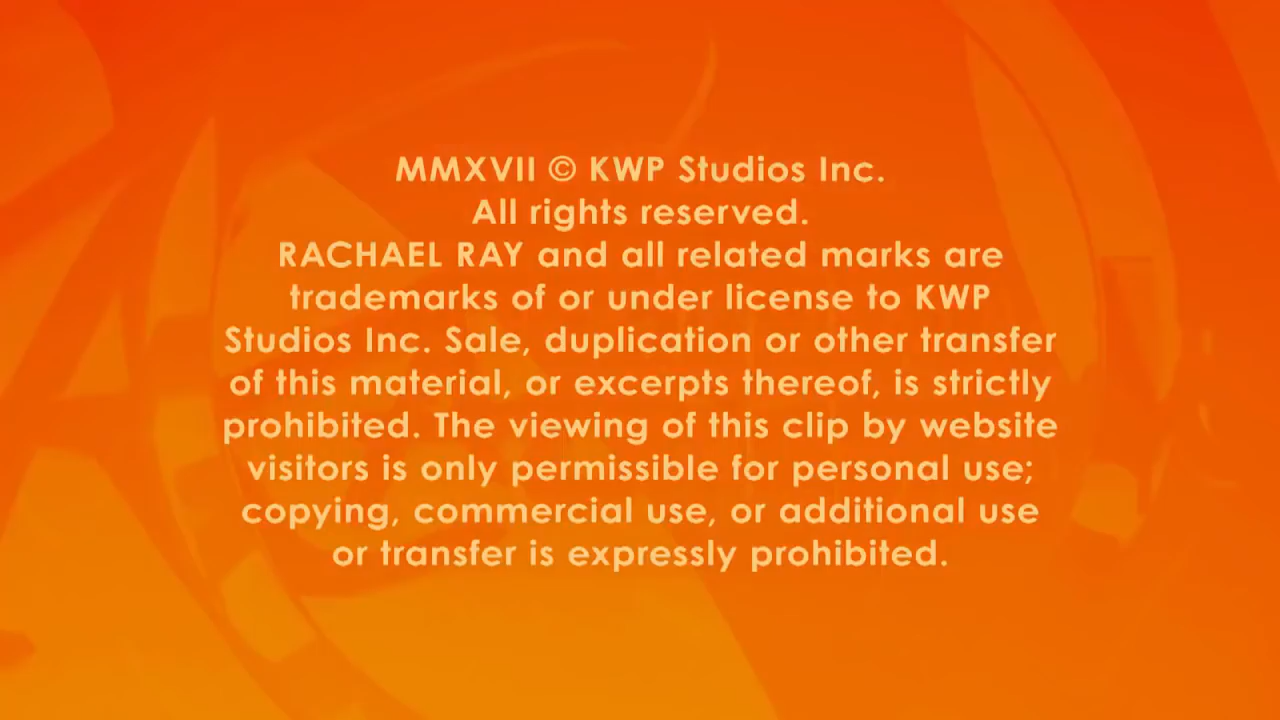 MMXVII © KWP Studios Inc.
All rights reserved.
RACHAEL RAY and all related marks are
trademarks of or under license to KWP
Studios Inc. Sale, duplication or other transfer
of this material, or excerpts thereof, is strictly
prohibited. The viewing of this clip by website
visitors is only permissible for personal use;
copying, commercial use, or additional use
or transfer is expressly prohibited.